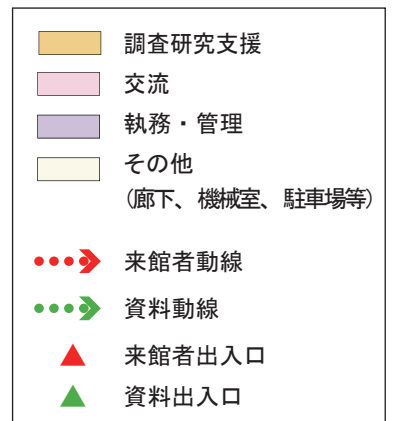 調査研究支援
交流
執務・管理
その他
（廊下、機械室、駐車場等）
来館者動線
資料動線
来館者出入口
資料出入口